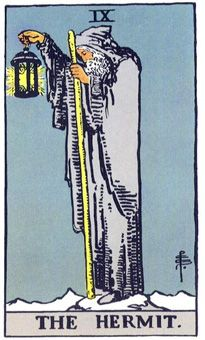 IX
THE HERMIT.